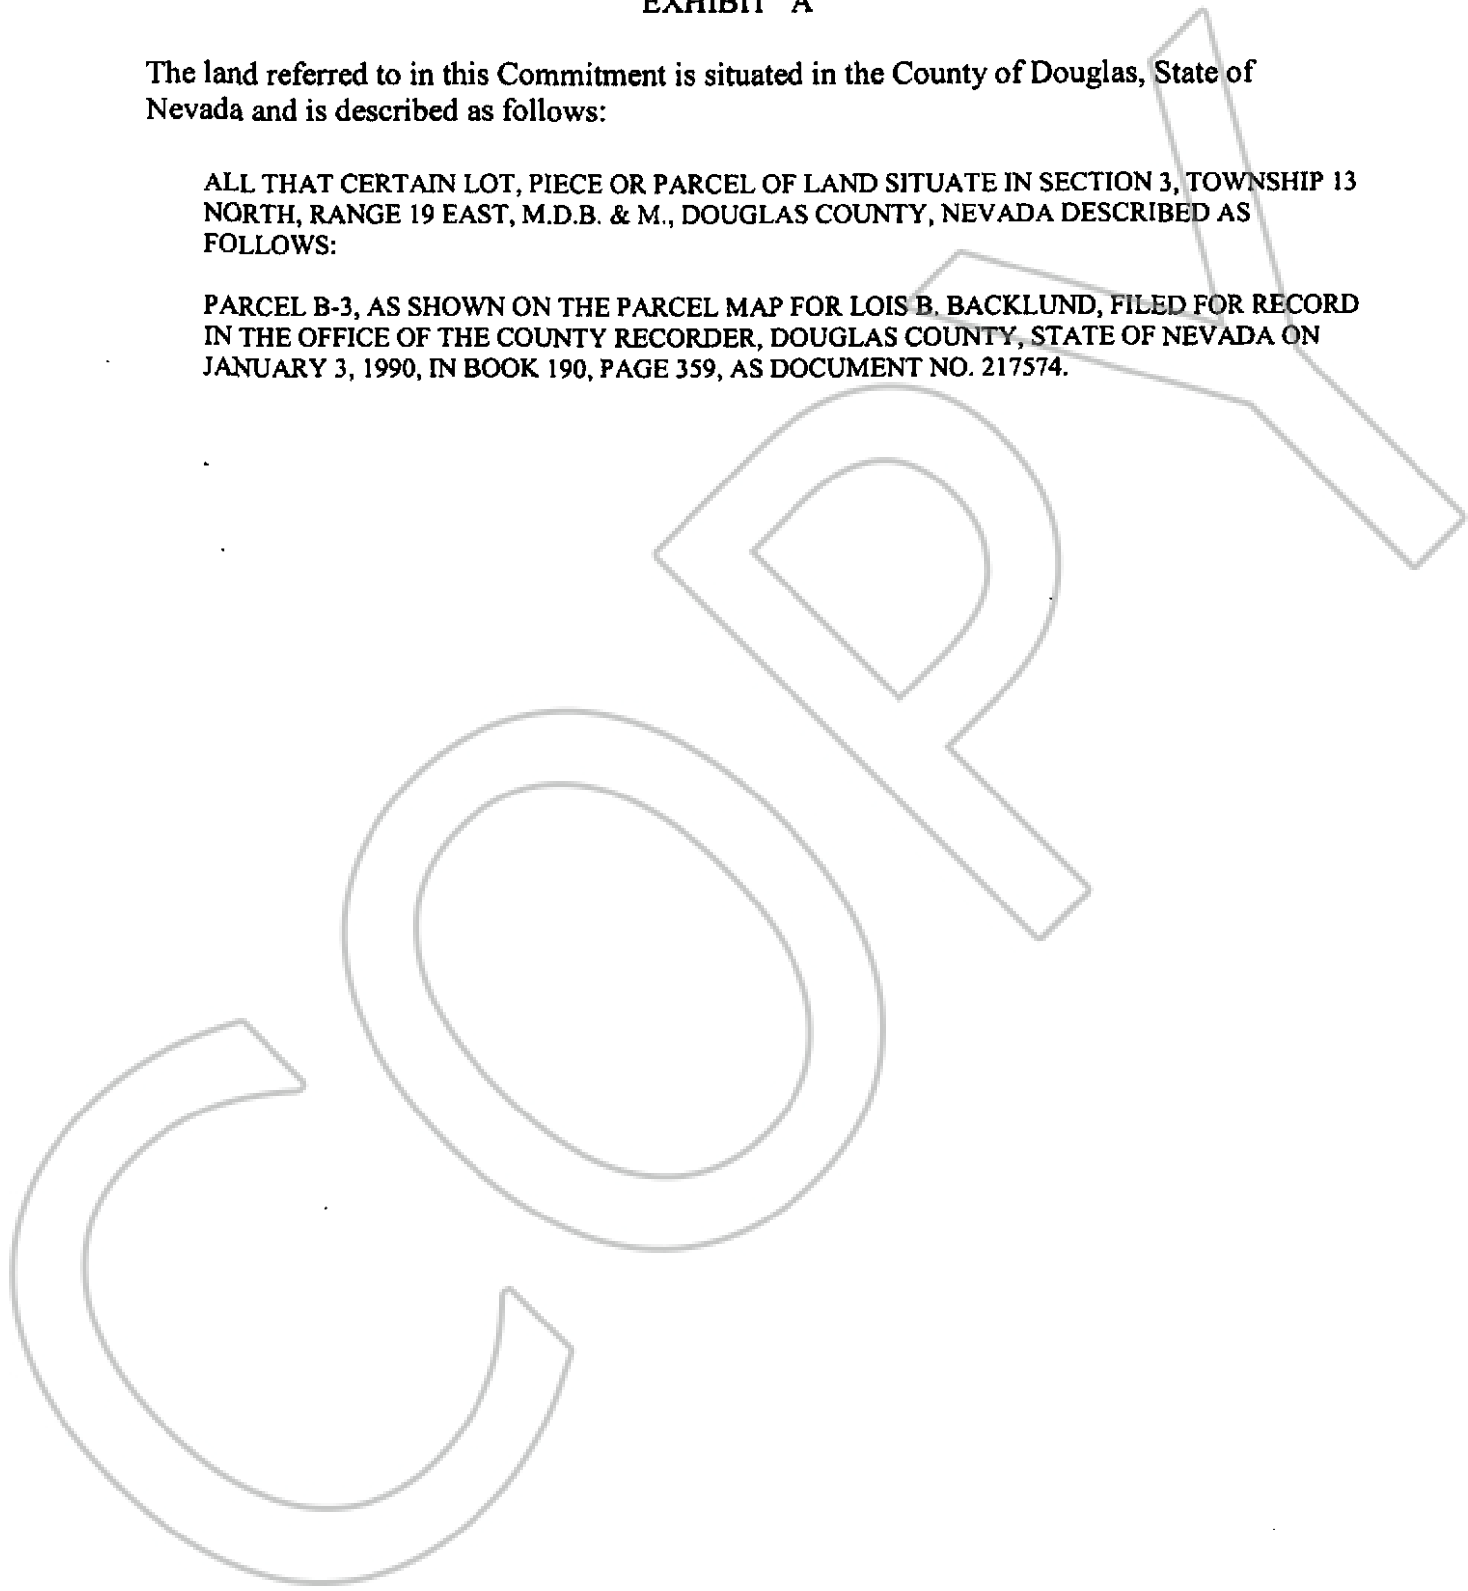 EXHIBIT "A"
The land referred to in this Commitment is situated in the County of Douglas, State of
Nevada and is described as follows:
ALL THAT CERTAIN LOT, PIECE OR PARCEL OF LAND SITUATE IN SECTION 3, TOWNSHIP 13
NORTH, RANGE 19 EAST, M.D.B. & M., DOUGLAS COUNTY, NEVADA DESCRIBED AS
FOLLOWS:
PARCEL B-3, AS SHOWN ON THE PARCEL MAP FOR LOIS B. BACKLUND, FILED FOR RECORD
IN THE OFFICE OF THE COUNTY RECORDER, DOUGLAS COUNTY, STATE OF NEVADA ON
JANUARY 3, 1990, IN BOOK 190, PAGE 359, AS DOCUMENT NO. 217574.
COPY